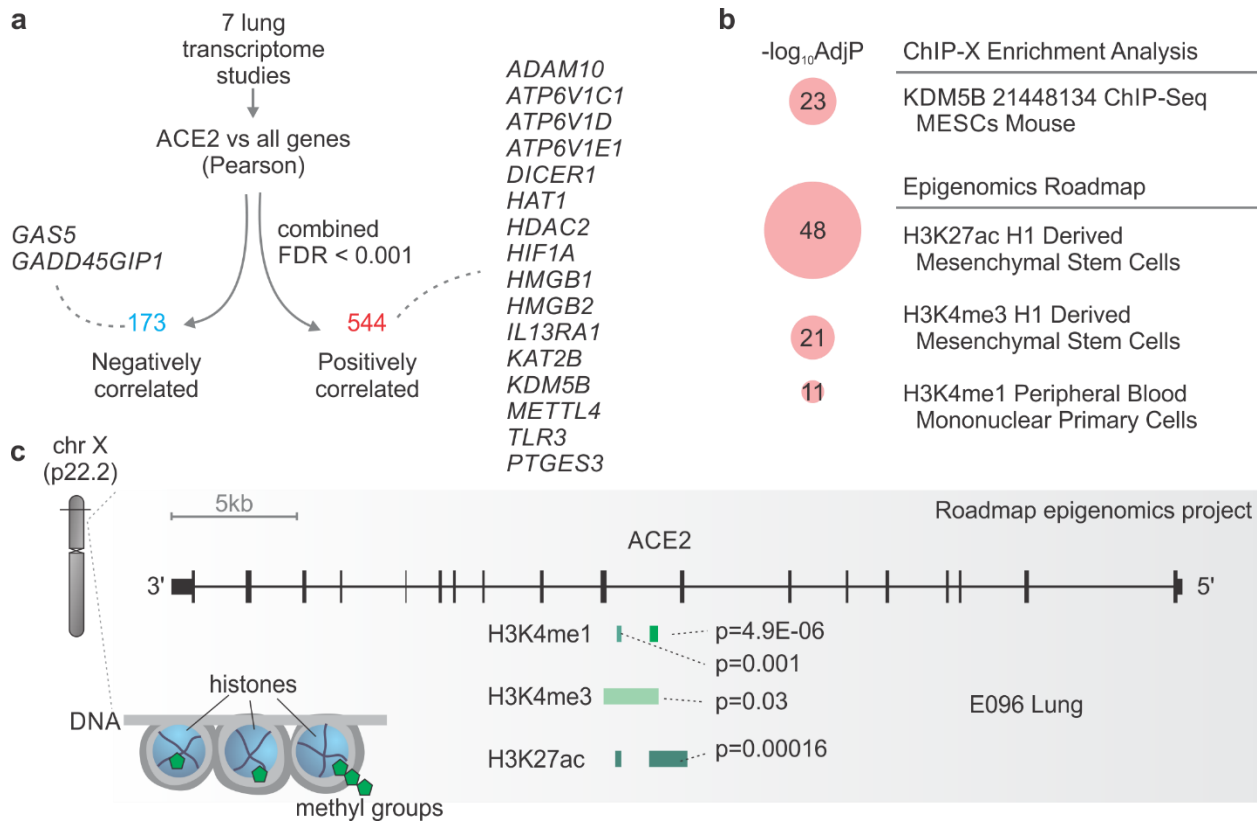 a
7 lung
transcriptome
studies
ACE2 vs all genes
(Pearson)
combined
FDR < 0.001
GAS5
GADD45GIP1
173
Negatively
correlated
544
Positively
correlated
ADAM10
ATP6V1C1
ATP6V1D
ATP6V1E1
DICER1
HAT1
HDAC2
HIF1A
HMGB1
HMGB2
IL13RA1
KAT2B
KDM5B
METTL4
TLR3
PTGES3
b
-log₁₀AdjP
ChIP-X Enrichment Analysis
23
KDM5B 21448134 ChIP-Seq
MESCs Mouse
Epigenomics Roadmap
48
H3K27ac H1 Derived
Mesenchymal Stem Cells
21
H3K4me3 H1 Derived
Mesenchymal Stem Cells
11
H3K4me1 Peripheral Blood
Mononuclear Primary Cells
c
chr X
(p22.2)
5kb
Roadmap epigenomics project
ACE2
3'
5'
H3K4me1
p=4.9E-06
p=0.001
H3K4me3
p=0.03
E096 Lung
H3K27ac
p=0.00016
histones
DNA
methyl groups